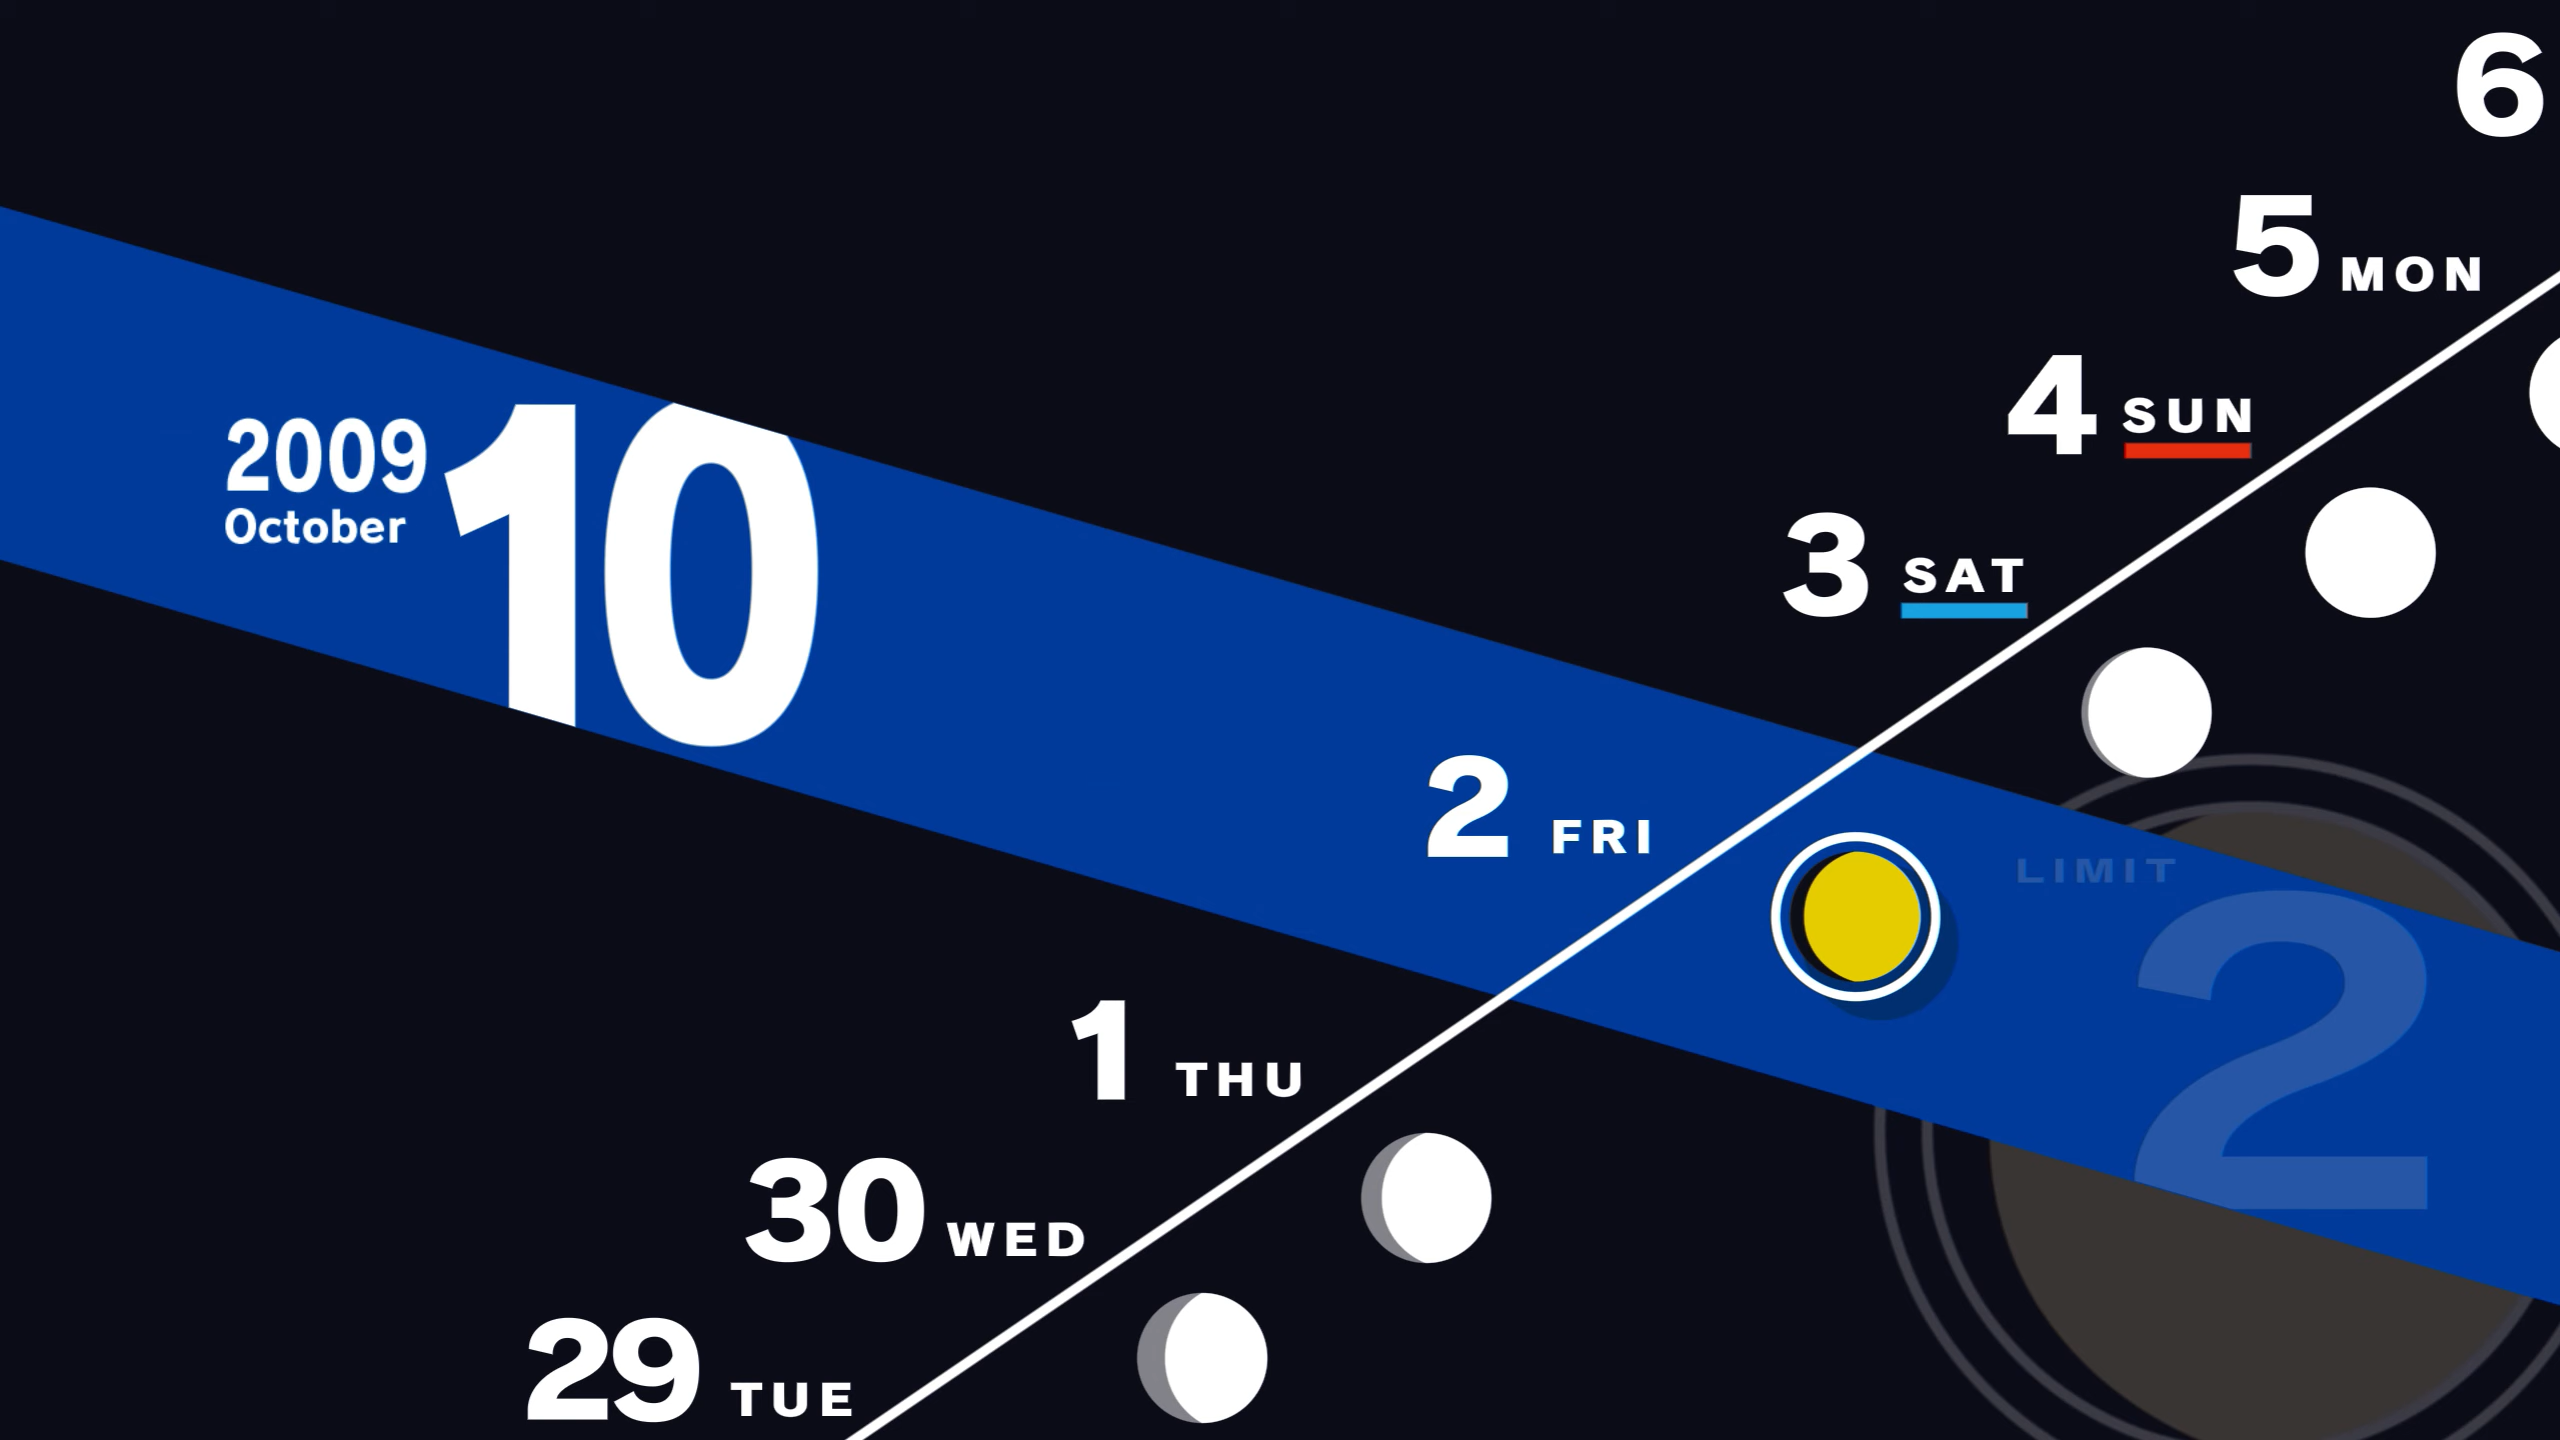 2009
October
10
6
5 MON
4 SUN
3 SAT
2 FRI
1 THU
30 WED
29 TUE
LIMIT
2